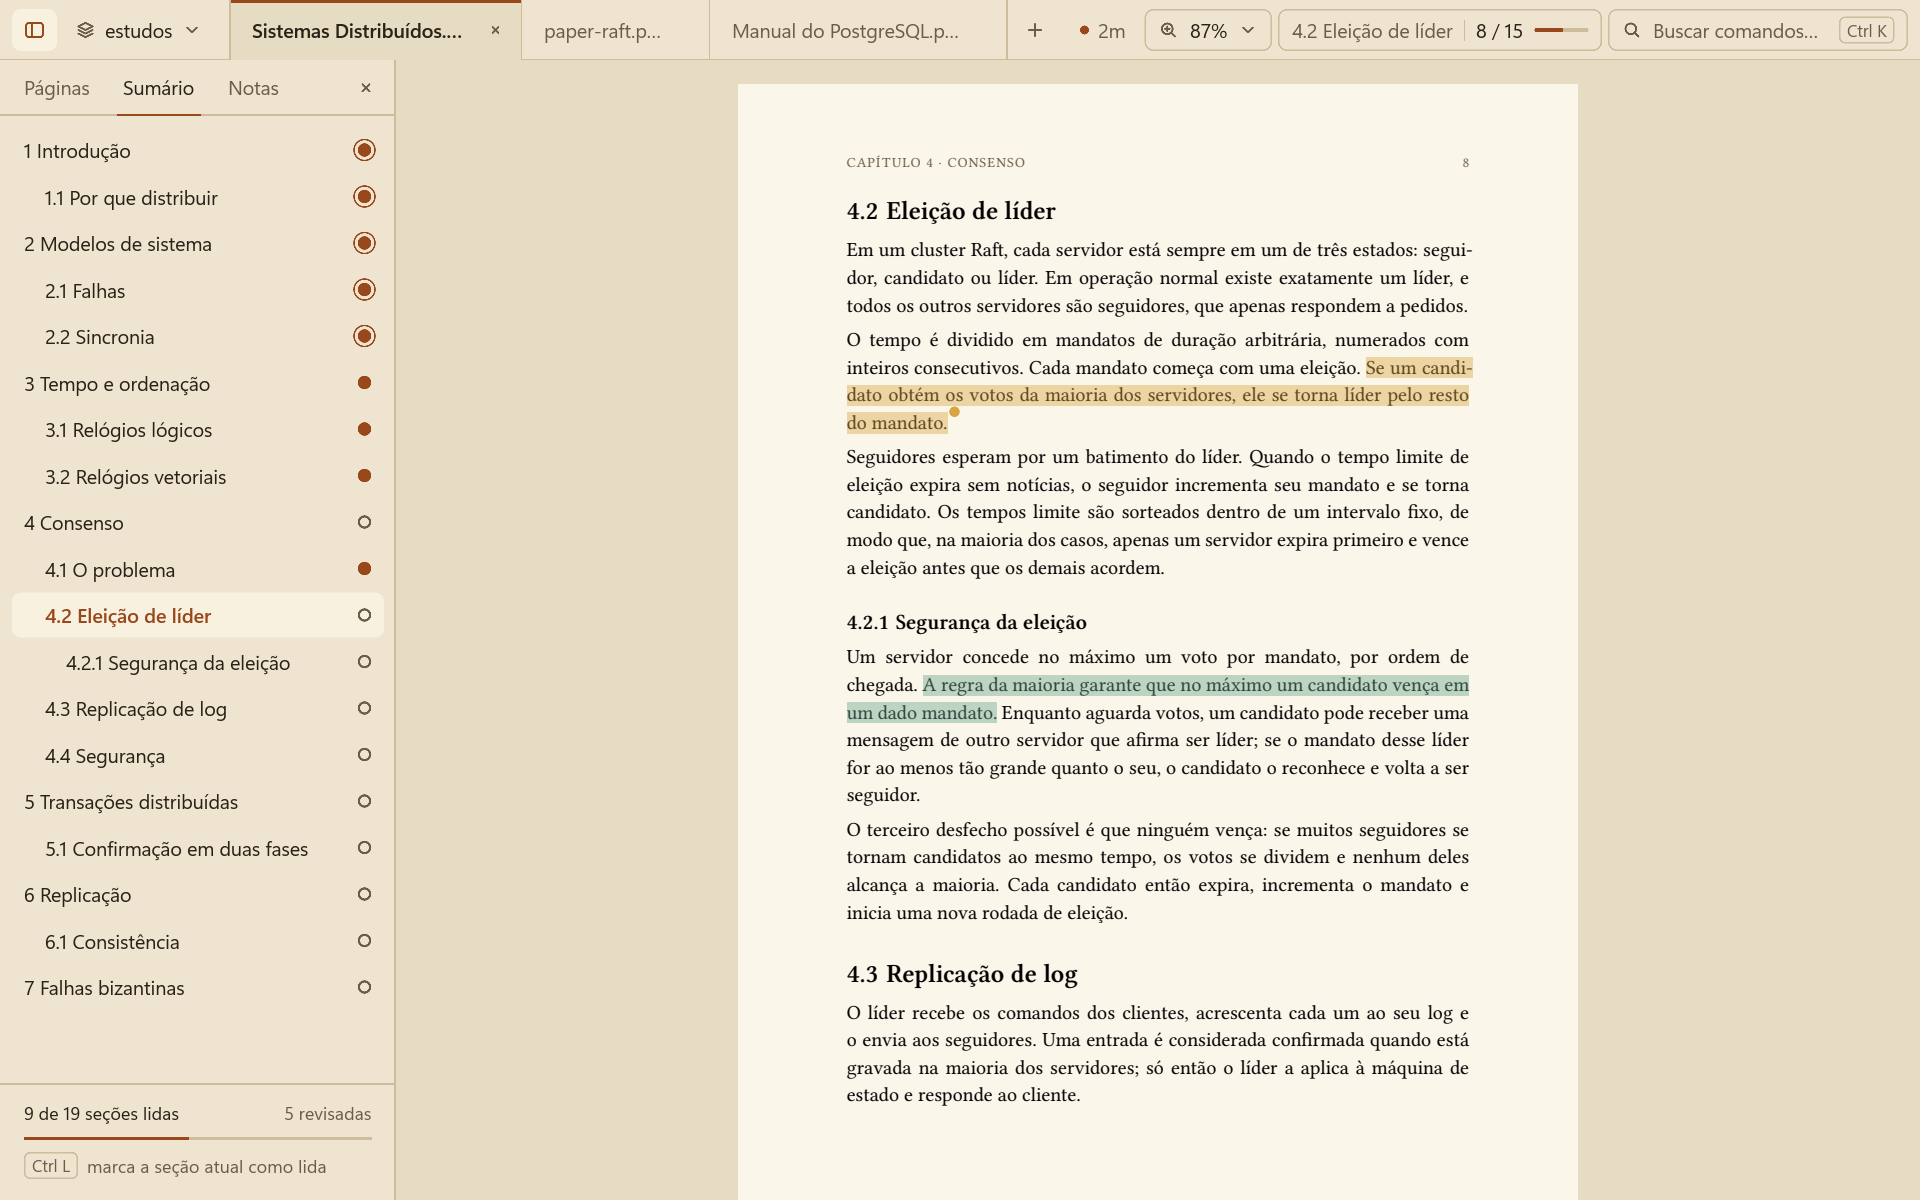 estudos
Sistemas Distribuídos....
paper-raft.p...
Manual do PostgreSQL.p...
2m
87%
4.2 Eleição de líder
8 / 15
Buscar comandos...
Ctrl K
Páginas
Sumário
Notas
1 Introdução
1.1 Por que distribuir
2 Modelos de sistema
2.1 Falhas
2.2 Sincronia
3 Tempo e ordenação
3.1 Relógios lógicos
3.2 Relógios vetoriais
4 Consenso
4.1 O problema
4.2 Eleição de líder
4.2.1 Segurança da eleição
4.3 Replicação de log
4.4 Segurança
5 Transações distribuídas
5.1 Confirmação em duas fases
6 Replicação
6.1 Consistência
7 Falhas bizantinas
9 de 19 seções lidas
5 revisadas
Ctrl L marca a seção atual como lida
CAPÍTULO 4 · CONSENSO
8
4.2 Eleição de líder
Em um cluster Raft, cada servidor está sempre em um de três estados: segui-
dor, candidato ou líder. Em operação normal existe exatamente um líder, e
todos os outros servidores são seguidores, que apenas respondem a pedidos.
O tempo é dividido em mandatos de duração arbitrária, numerados com
inteiros consecutivos. Cada mandato começa com uma eleição. Se um candi-
dato obtém os votos da maioria dos servidores, ele se torna líder pelo resto
do mandato.
Seguidores esperam por um batimento do líder. Quando o tempo limite de
eleição expira sem notícias, o seguidor incrementa seu mandato e se torna
candidato. Os tempos limite são sorteados dentro de um intervalo fixo, de
modo que, na maioria dos casos, apenas um servidor expira primeiro e vence
a eleição antes que os demais acordem.
4.2.1 Segurança da eleição
Um servidor concede no máximo um voto por mandato, por ordem de
chegada. A regra da maioria garante que no máximo um candidato vença em
um dado mandato. Enquanto aguarda votos, um candidato pode receber uma
mensagem de outro servidor que afirma ser líder; se o mandato desse líder
for ao menos tão grande quanto o seu, o candidato o reconhece e volta a ser
seguidor.
O terceiro desfecho possível é que ninguém vença: se muitos seguidores se
tornam candidatos ao mesmo tempo, os votos se dividem e nenhum deles
alcança a maioria. Cada candidato então expira, incrementa o mandato e
inicia uma nova rodada de eleição.
4.3 Replicação de log
O líder recebe os comandos dos clientes, acrescenta cada um ao seu log e
o envia aos seguidores. Uma entrada é considerada confirmada quando está
gravada na maioria dos servidores; só então o líder a aplica à máquina de
estado e responde ao cliente.